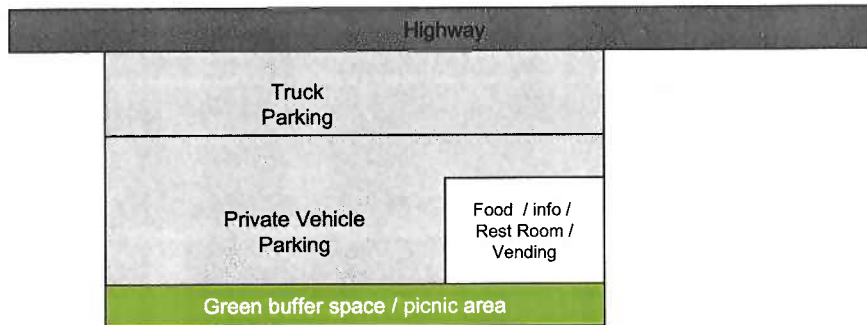 Highway
Truck
Parking
Private Vehicle
Parking
Food / info /
Rest Room /
Vending
Green buffer space / picnic area